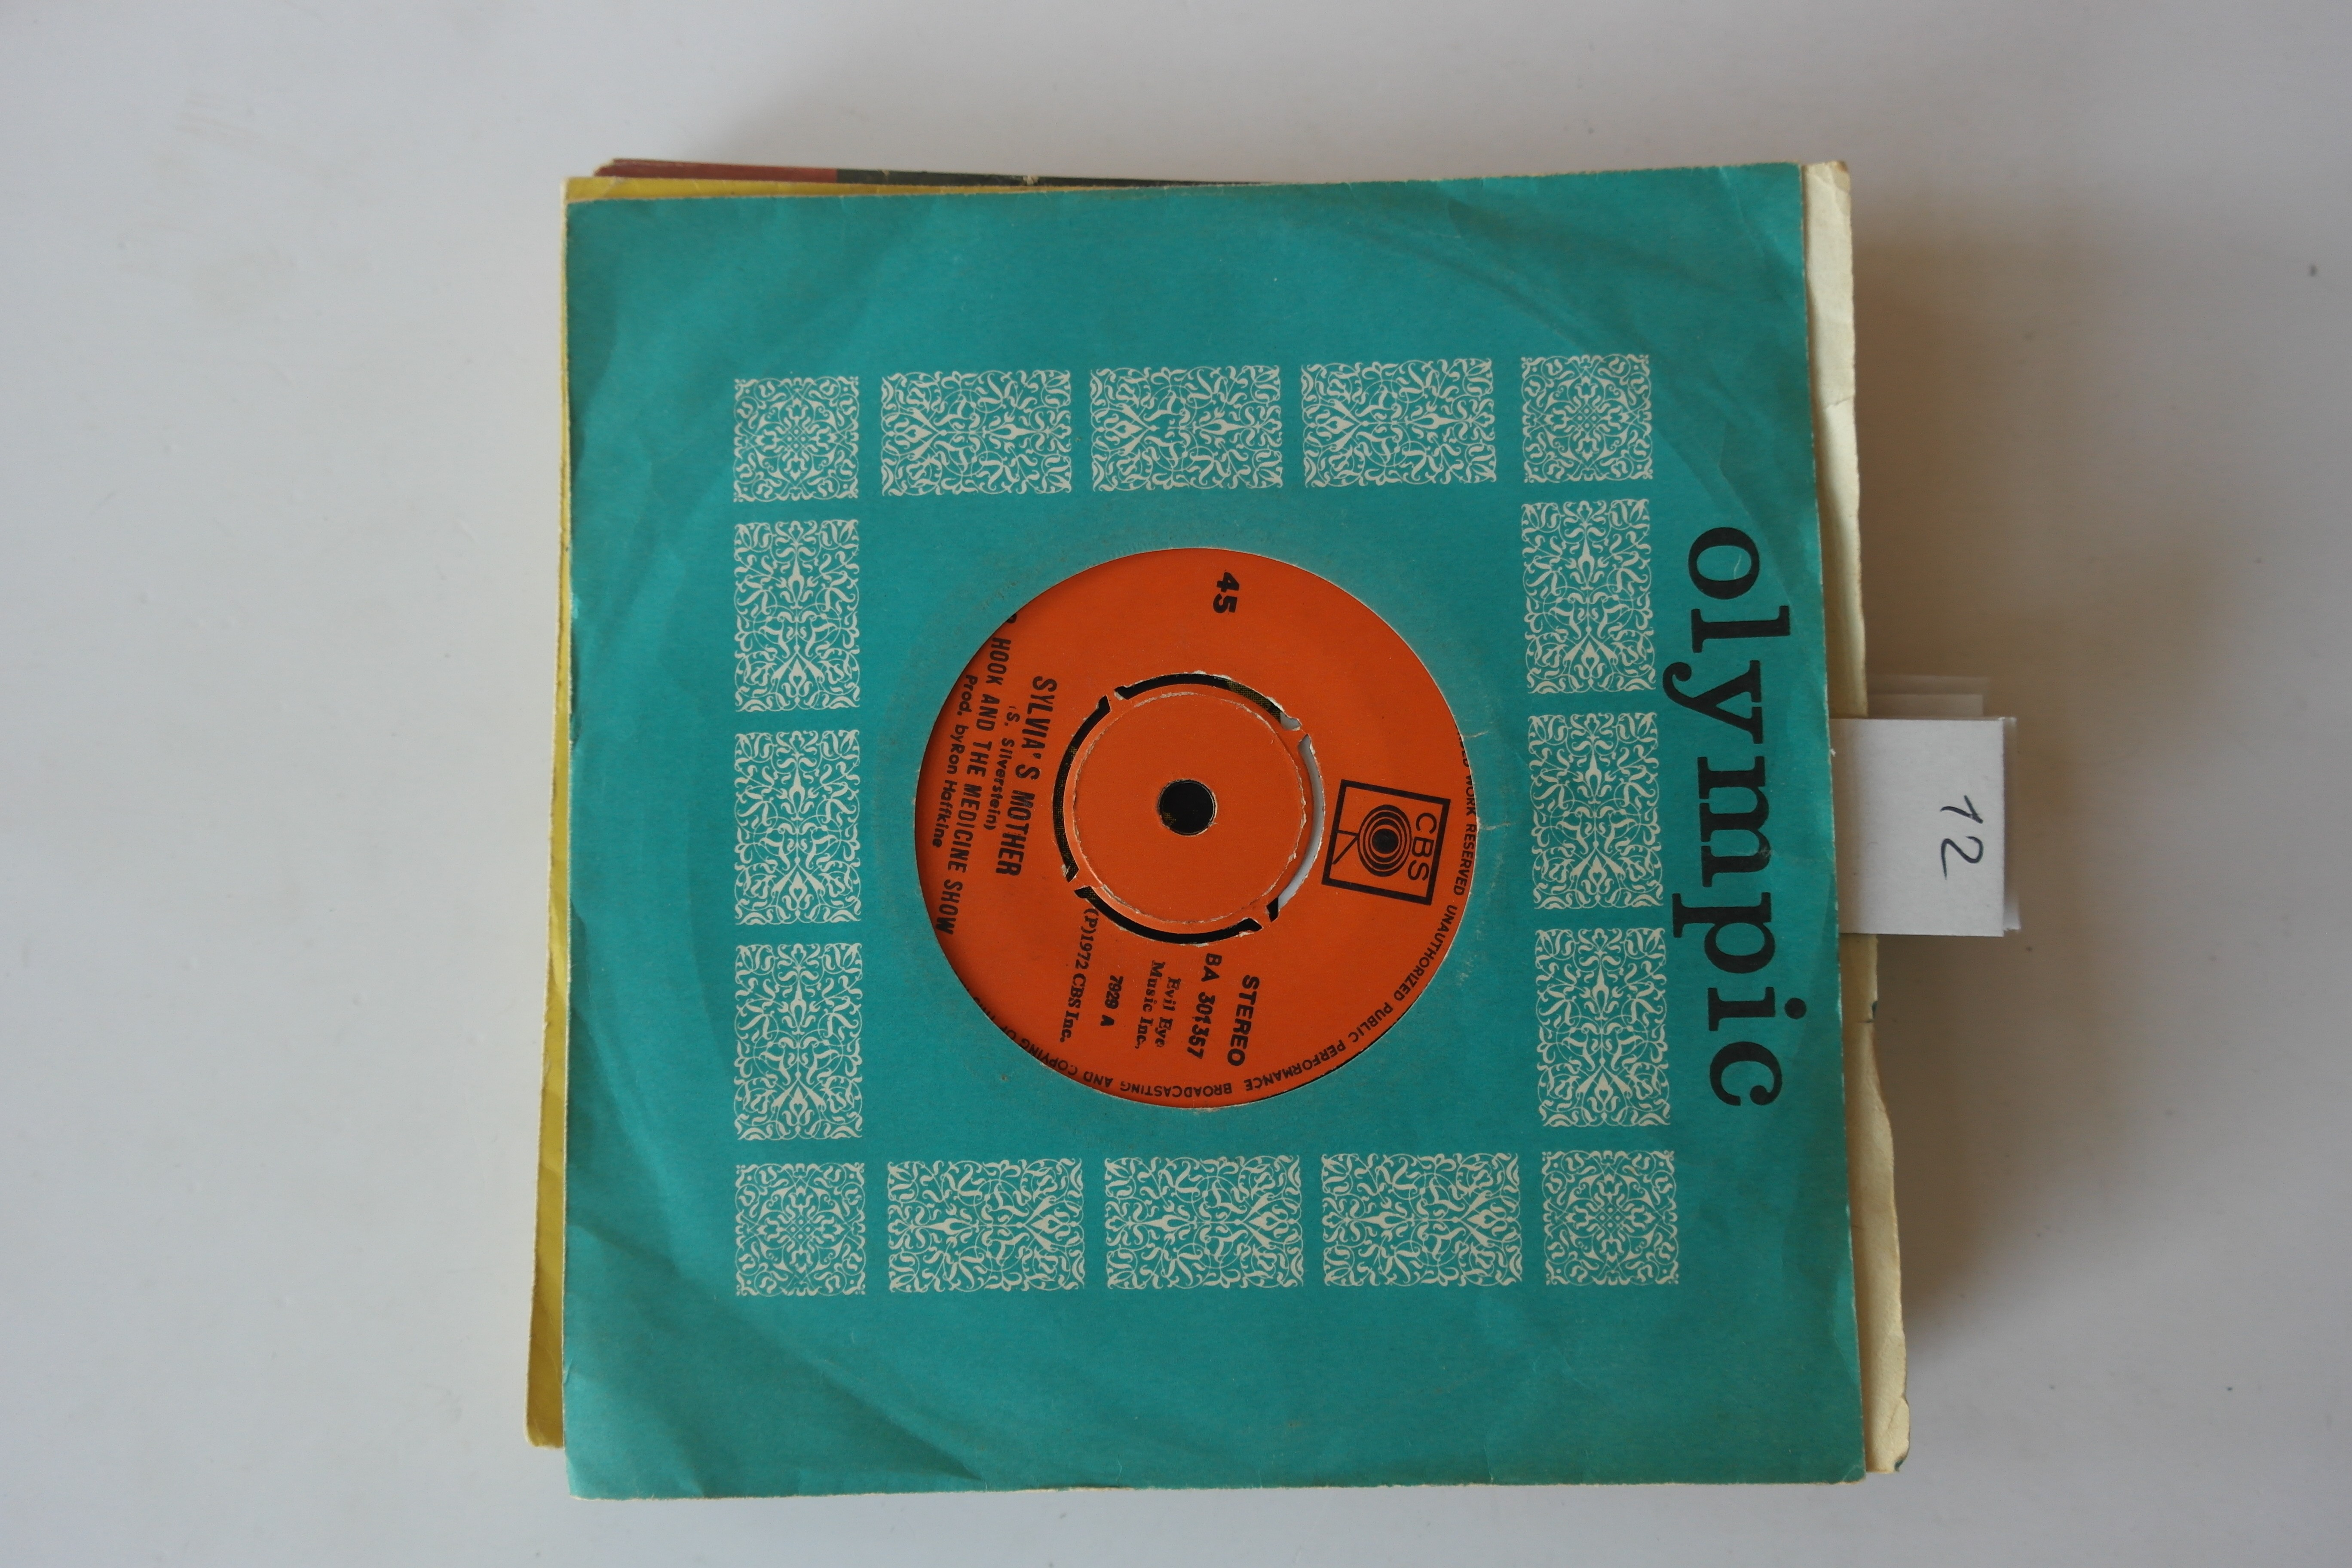 olympic
12
CBS
45
STEREO
BA 301357
Evil Eye
Music Inc.,
7929 A
(P)1972 CBS Inc.
SYLVIA'S MOTHER
(S. Silverstein)
HOOK AND THE MEDICINE SHOW
Prod. by Ron Haffkine
WORK RESERVED UNAUTHORIZED PUBLIC PERFORMANCE BROADCASTING AND COPYING OF